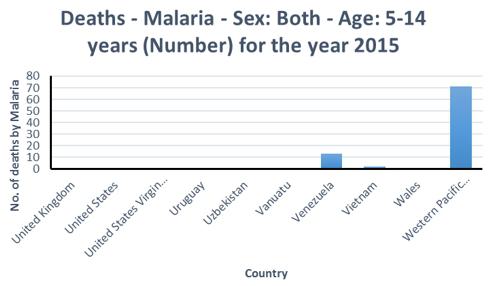 Deaths - Malaria - Sex: Both - Age: 5-14
years (Number) for the year 2015
No. of deaths by Malaria
80
70
60
50
40
30
20
10
0
United Kingdom
United States
United States Virgin...
Uruguay
Uzbekistan
Vanuatu
Venezuela
Vietnam
Wales
Western Pacific...
Country